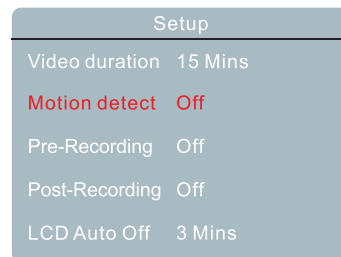 Setup
Video duration 15 Mins
Motion detect Off
Pre-Recording Off
Post-Recording Off
LCD Auto Off 3 Mins